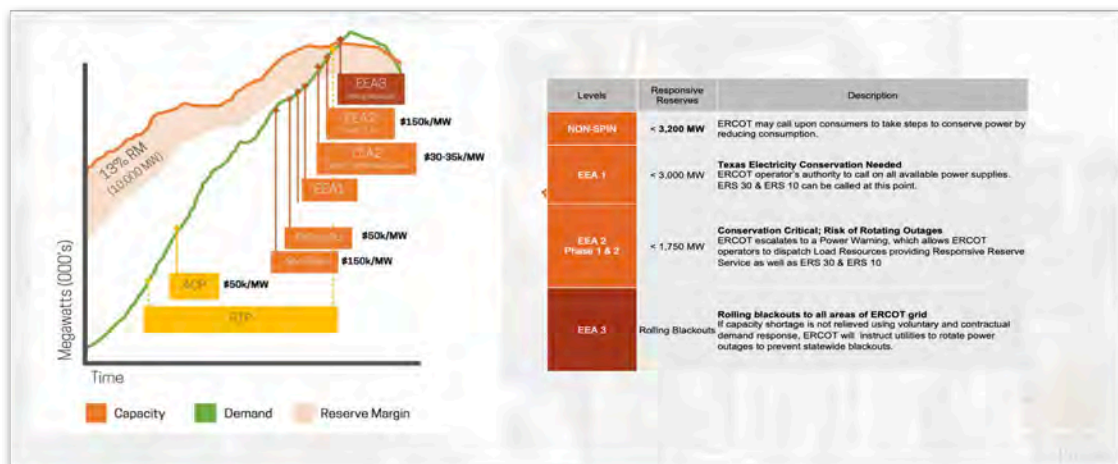 EEA3
EEA2
$150k/MW
EEA2
$30-35k/MW
13% RM
(10,000 MW)
EEA1
$50k/MW
$150k/MW
4CP
$50k/MW
RTP
Megawatts (000's)
Time
Capacity
Demand
Reserve Margin
Levels
Responsive
Reserves
Description
NON-SPIN
< 3,200 MW
ERCOT may call upon consumers to take steps to conserve power by
reducing consumption.
EEA 1
< 3,000 MW
Texas Electricity Conservation Needed
ERCOT operator's authority to call on all available power supplies.
ERS 30 & ERS 10 can be called at this point.
EEA 2
Phase 1 & 2
< 1,750 MW
Conservation Critical; Risk of Rotating Outages
ERCOT escalates to a Power Warning, which allows ERCOT
operators to dispatch Load Resources providing Responsive Reserve
Service as well as ERS 30 & ERS 10
EEA 3
Rolling Blackouts
Rolling blackouts to all areas of ERCOT grid
If capacity shortage is not relieved using voluntary and contractual
demand response, ERCOT will instruct utilities to rotate power
outages to prevent statewide blackouts.